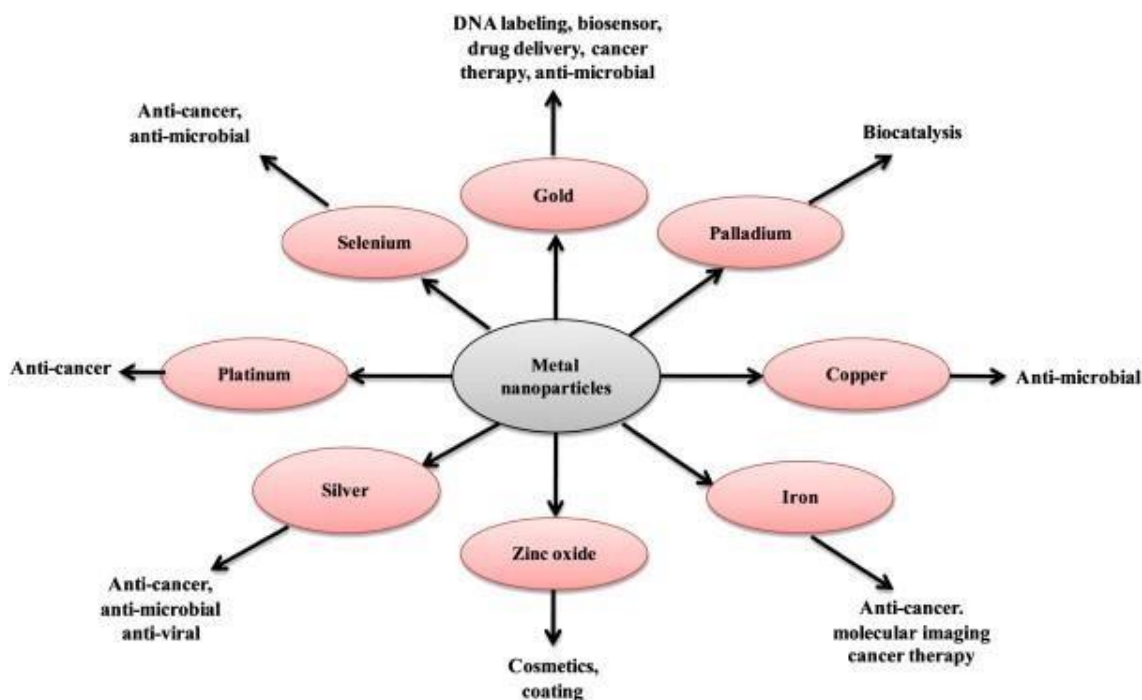 DNA labeling, biosensor,
drug delivery, cancer
therapy, anti-microbial
Anti-cancer,
anti-microbial
Biocatalysis
Gold
Selenium
Palladium
Metal
nanoparticles
Anti-cancer
Platinum
Copper
Anti-microbial
Silver
Iron
Zinc oxide
Anti-cancer,
anti-microbial
anti-viral
Anti-cancer.
molecular imaging
cancer therapy
Cosmetics,
coating